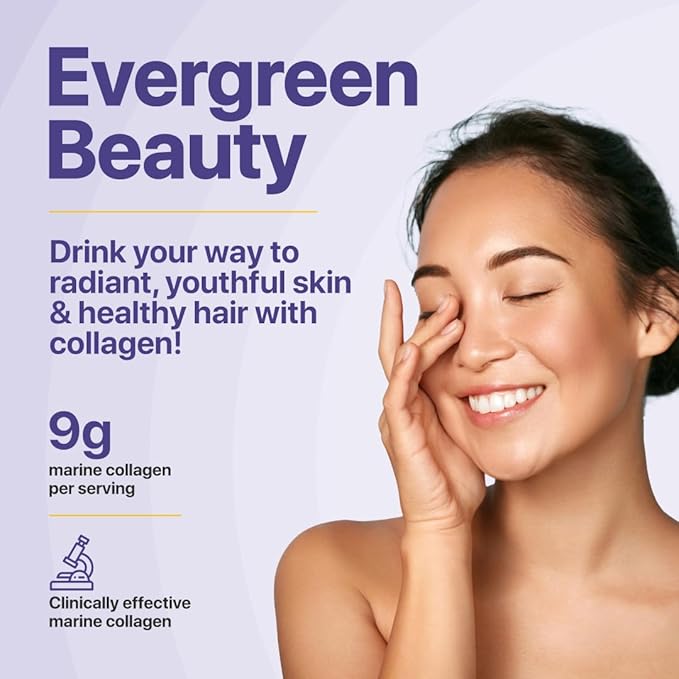 Evergreen
Beauty
Drink your way to
radiant, youthful skin
& healthy hair with
collagen!
9g
marine collagen
per serving
Clinically effective
marine collagen